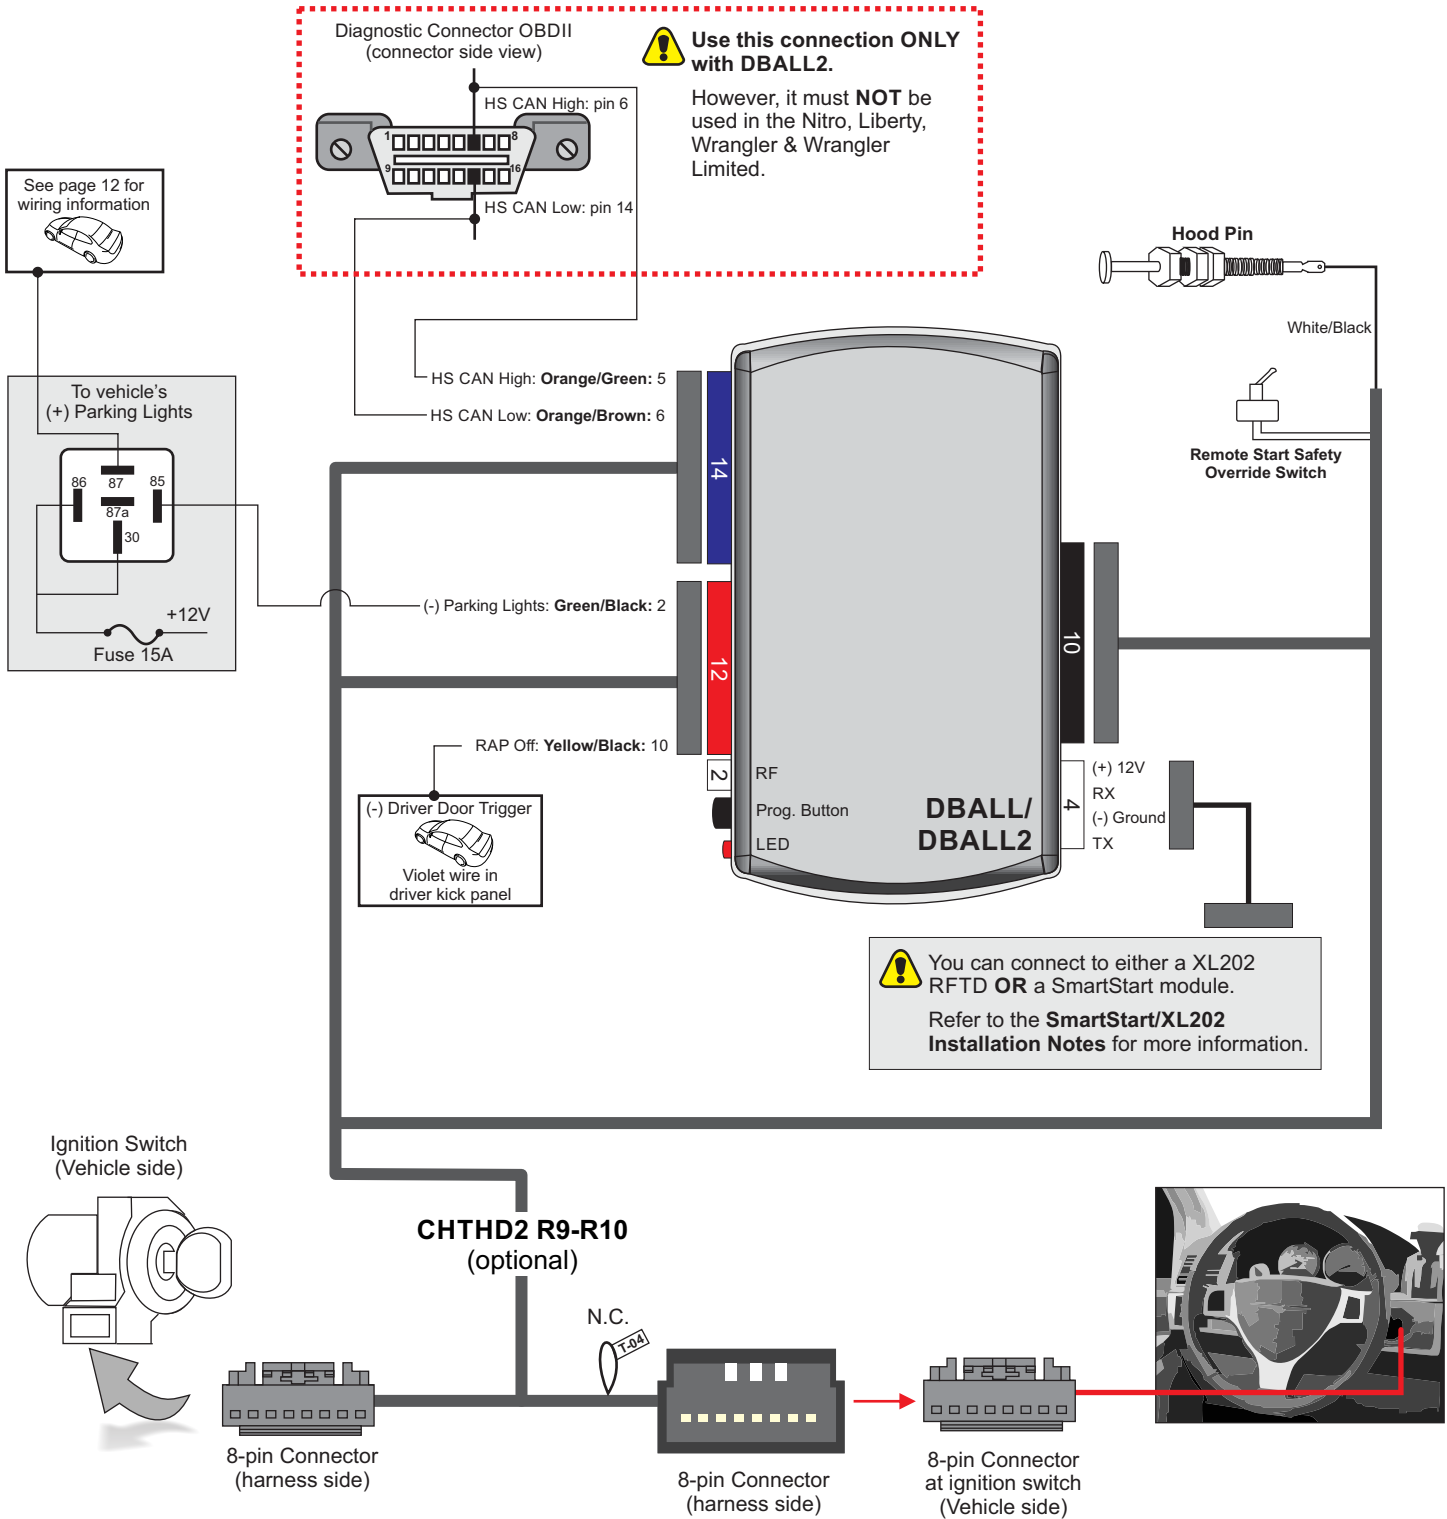 Diagnostic Connector OBDII
(connector side view)
HS CAN High: pin 6
1
8
9
16
HS CAN Low: pin 14
Use this connection ONLY
with DBALL2.
However, it must NOT be
used in the Nitro, Liberty,
Wrangler & Wrangler
Limited.
See page 12 for
wiring information
Hood Pin
White/Black
Remote Start Safety
Override Switch
To vehicle's
(+) Parking Lights
86
87
85
87a
30
+12V
Fuse 15A
HS CAN High: Orange/Green: 5
HS CAN Low: Orange/Brown: 6
14
(-) Parking Lights: Green/Black: 2
12
RAP Off: Yellow/Black: 10
(-) Driver Door Trigger
Violet wire in
driver kick panel
2
RF
Prog. Button
LED
DBALL/
DBALL2
10
4
(+) 12V
RX
(-) Ground
TX
You can connect to either a XL202
RFTD OR a SmartStart module.
Refer to the SmartStart/XL202
Installation Notes for more information.
Ignition Switch
(Vehicle side)
CHTHD2 R9-R10
(optional)
N.C.
T-04
8-pin Connector
(harness side)
8-pin Connector
(harness side)
8-pin Connector
at ignition switch
(Vehicle side)